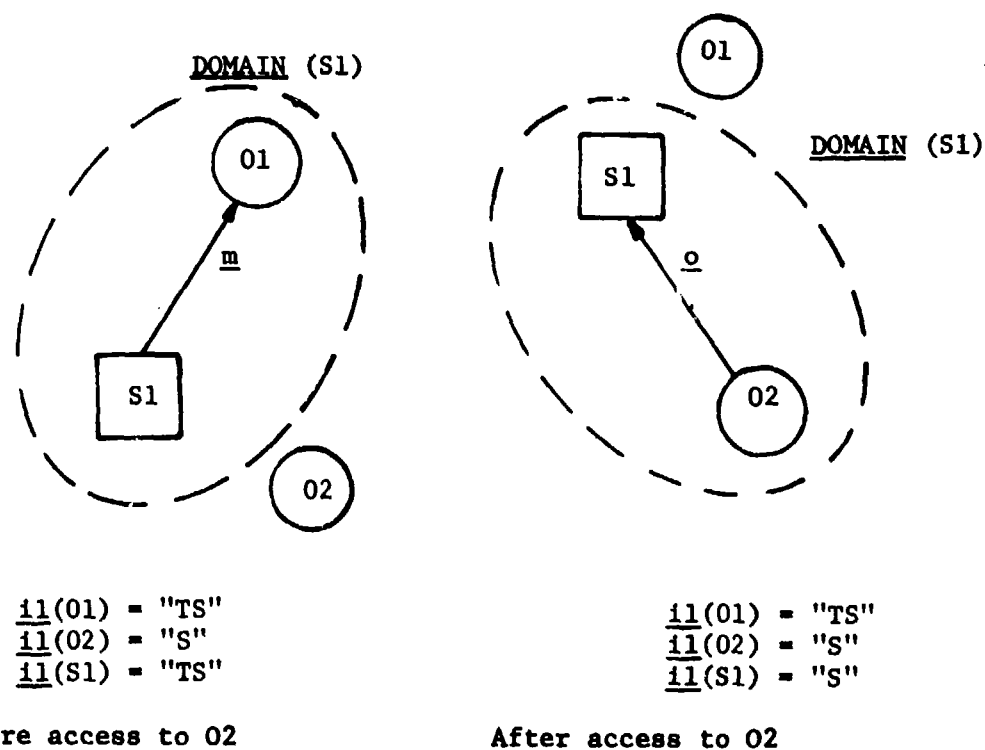 DOMAIN (S1)
O1
m
S1
O2
il(O1) = "TS"
il(O2) = "S"
il(S1) = "TS"
re access to O2
O1
DOMAIN (S1)
S1
o
O2
il(O1) = "TS"
il(O2) = "S"
il(S1) = "S"
After access to O2